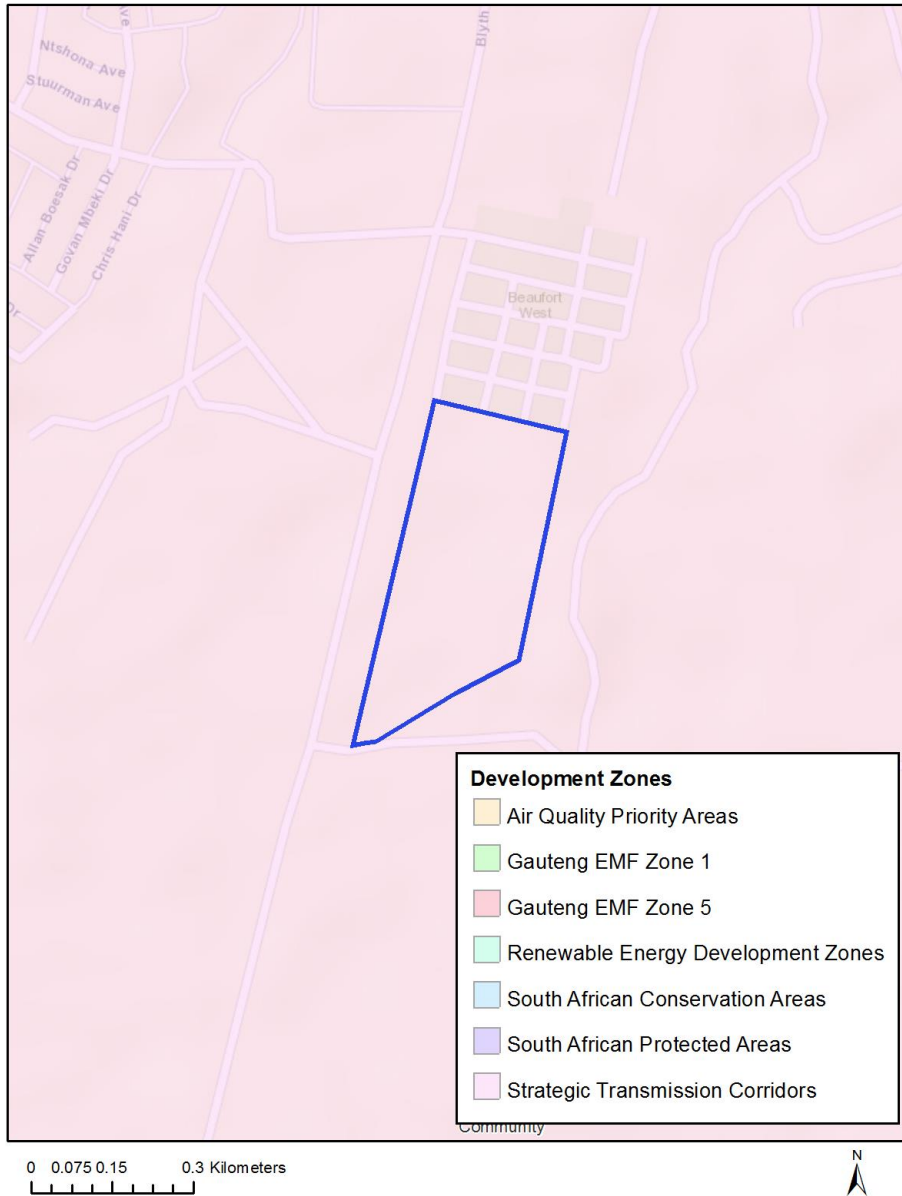 Ave
Ntshona Ave
Stuurman Ave
Blyth
Allan Boesak Dr
Govan Mbeki Dr
Chris Hani Dr
Dr
Beaufort
West
Development Zones
Air Quality Priority Areas
Gauteng EMF Zone 1
Gauteng EMF Zone 5
Renewable Energy Development Zones
South African Conservation Areas
South African Protected Areas
Strategic Transmission Corridors
Community
0 0.075 0.15 0.3 Kilometers
N